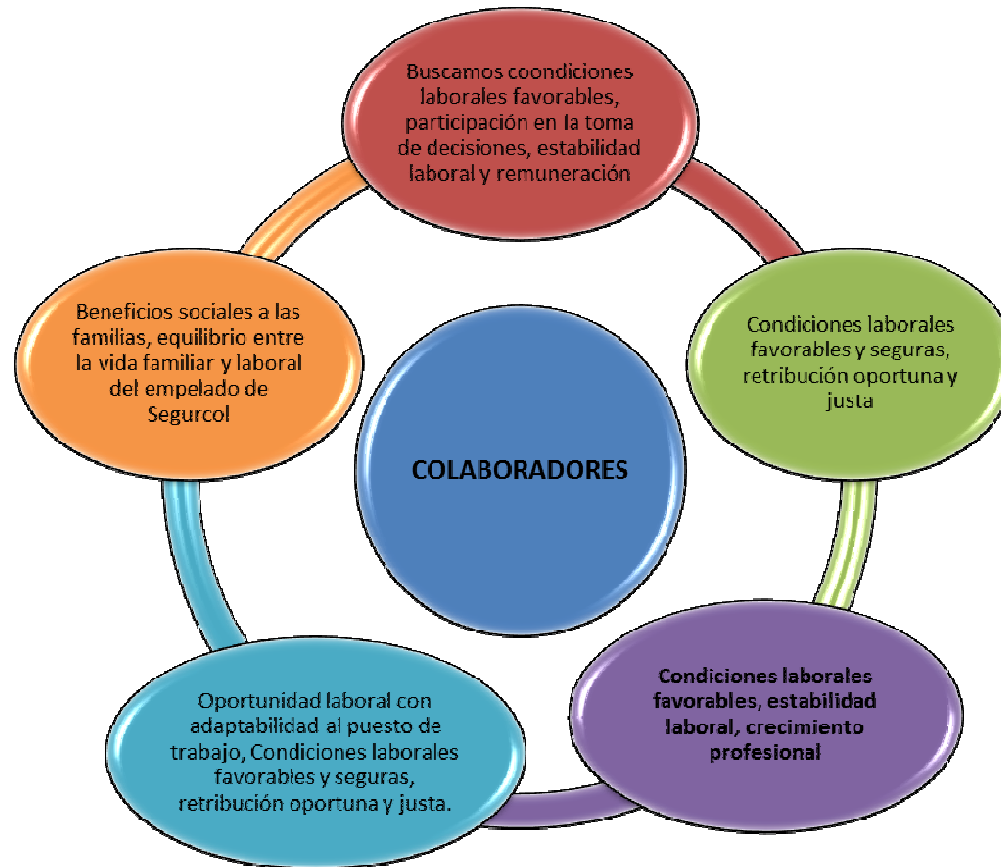 Buscamos coondiciones
laborales favorables,
participación en la toma
de decisiones, estabilidad
laboral y remuneración
Condiciones laborales
favorables y seguras,
retribución oportuna y
justa
Condiciones laborales
favorables, estabilidad
laboral, crecimiento
profesional
Oportunidad laboral con
adaptabilidad al puesto de
trabajo, Condiciones laborales
favorables y seguras,
retribución oportuna y justa.
Beneficios sociales a las
familias, equilibrio entre
la vida familiar y laboral
del empelado de
Segurcol
COLABORADORES